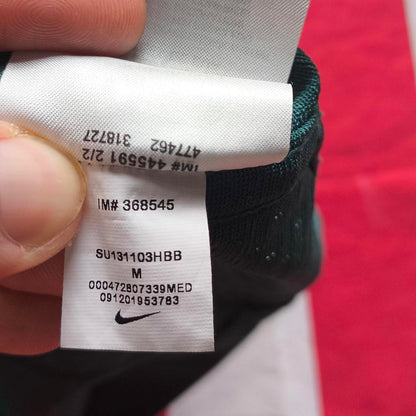 477462 318727
IM# 445591 2/2
IM# 368545
SU131103HBB
M
000472807339MED
091201953783